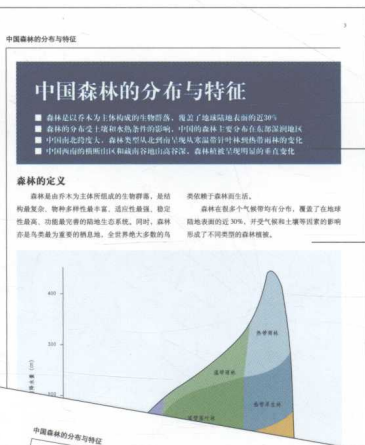 中国森林的分布与特征
中国森林的分布与特征
■ 森林是以乔木为主体构成的生物群落,覆盖了地球陆地表面的近30%
■ 森林的分布受土壤和水热条件的影响,中国的森林主要分布在东部湿润地区
■ 中国南北跨度大,森林类型从北到南呈现从寒温带针叶林到热带雨林的变化
■ 中国西南的横断山区和藏南谷地山高谷深,森林植被呈现明显的垂直变化
森林的定义
森林是由乔木为主体所组成的生物群落,是结
构最复杂、物种多样性最丰富、适应性最强、稳定
性最高、功能最完善的陆地生态系统。同时,森林
亦是鸟类最为重要的栖息地,全世界绝大多数的鸟
类依赖于森林而生活。
森林在很多个气候带均有分布,覆盖了在地球
陆地表面的近 30%,并受气候和土壤等因素的影响
形成了不同类型的森林植被。
400
300
热带雨林
温带雨林
中国森林的分布与特征